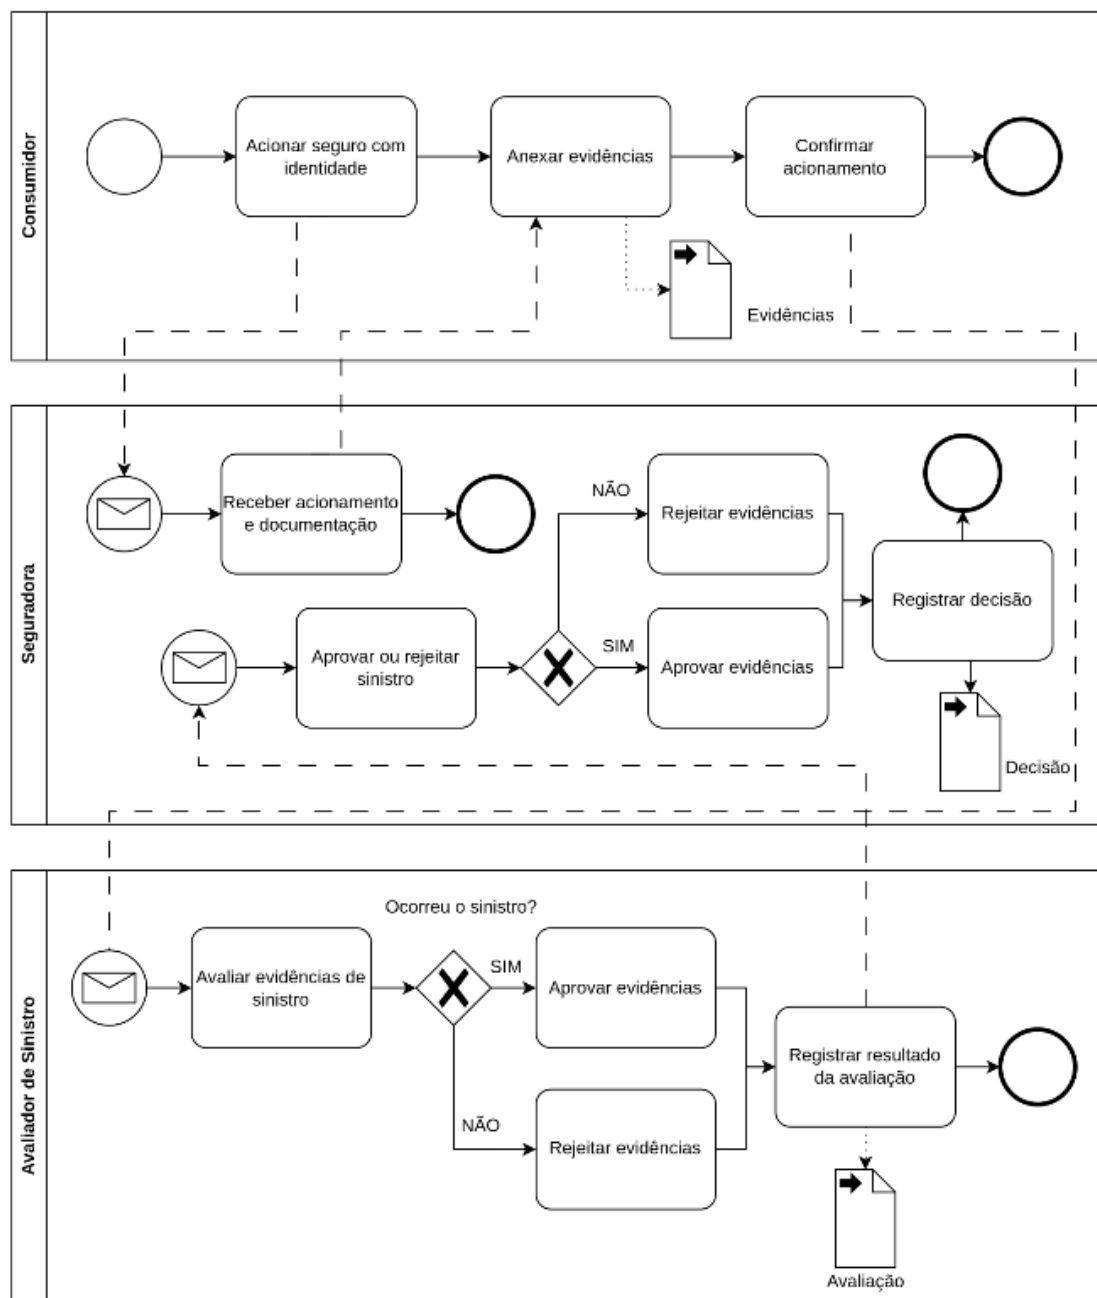 Consumidor
Acionar seguro com
identidade
Anexar evidências
Confirmar
acionamento
Evidências
Seguradora
Receber acionamento
e documentação
NÃO
Rejeitar evidências
Registrar decisão
Aprovar ou rejeitar
sinistro
SIM
Aprovar evidências
Decisão
Avaliador de Sinistro
Ocorreu o sinistro?
Avaliar evidências de
sinistro
SIM
Aprovar evidências
Registrar resultado
da avaliação
NÃO
Rejeitar evidências
Avaliação